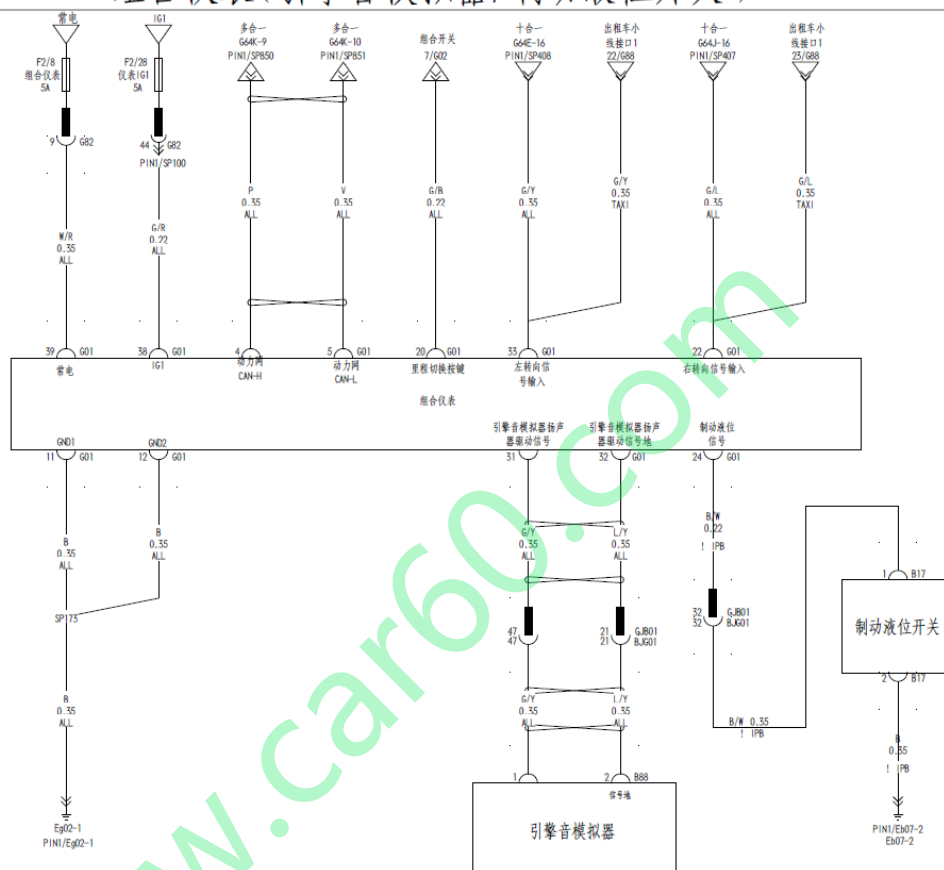 常电
IG1
多合一
G64K-9
PIN1/SP850
多合一
G64K-10
PIN1/SP851
组合开关
7/G02
十合一
G64E-16
PIN1/SP408
出租车小
线接口1
22/G88
十合一
G64J-16
PIN1/SP407
出租车小
线接口1
23/G88
F2/8
组合仪表
5A
F2/28
仪表IG1
5A
9 G82
44 G82
PIN1/SP100
W/R
0.35
ALL
G/R
0.22
ALL
P
0.35
ALL
V
0.35
ALL
G/B
0.22
ALL
G/Y
0.35
ALL
G/Y
0.35
TAXI
G/L
0.35
ALL
G/L
0.35
TAXI
39 G01
38 G01
4
5 G01
20 G01
33 G01
22 G01
常电
IG1
动力网
CAN-H
动力网
CAN-L
里程切换按键
左转向信
号输入
右转向信号输入
组合仪表
GND1
GND2
引擎音模拟器扬声
器驱动信号
引擎音模拟器扬声
器驱动信号地
制动液位
信号
11 G01
12 G01
31
32 G01
24 G01
B
0.35
ALL
B
0.35
ALL
G/Y
0.35
ALL
L/Y
0.35
ALL
B/W
0.22
! IPB
1 B17
制动液位开关
2 B17
SP173
47
47
21 GJB01
21 BJG01
32 GJB01
32 BJG01
B
0.35
ALL
G/Y
0.35
ALL
L/Y
0.35
ALL
B/W 0.35
! IPB
B
0.35
! IPB
1
2 B88
信号地
引擎音模拟器
Eg02-1
PIN1/Eg02-1
PIN1/Eb07-2
Eb07-2
w.car60.com